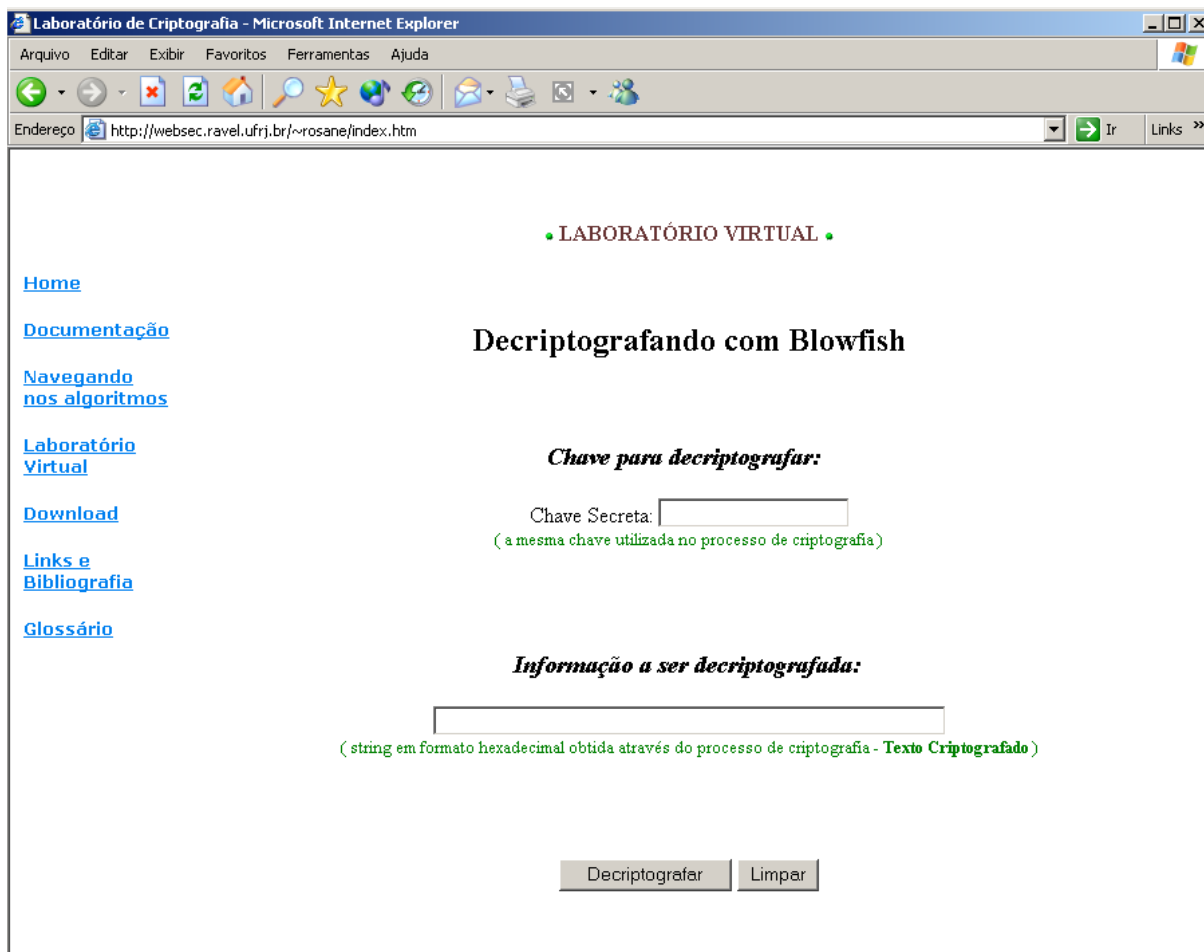 Laboratório de Criptografia - Microsoft Internet Explorer
Arquivo Editar Exibir Favoritos Ferramentas Ajuda
Endereço http://websec.ravel.ufrj.br/~rosane/index.htm Ir Links »
• LABORATÓRIO VIRTUAL •
Home
Documentação
Navegando
nos algoritmos
Laboratório
Virtual
Download
Links e
Bibliografia
Glossário
Decriptografando com Blowfish
Chave para decriptografar:
Chave Secreta:
( a mesma chave utilizada no processo de criptografia )
Informação a ser decriptografada:
( string em formato hexadecimal obtida através do processo de criptografia - Texto Criptografado )
Decriptografar Limpar